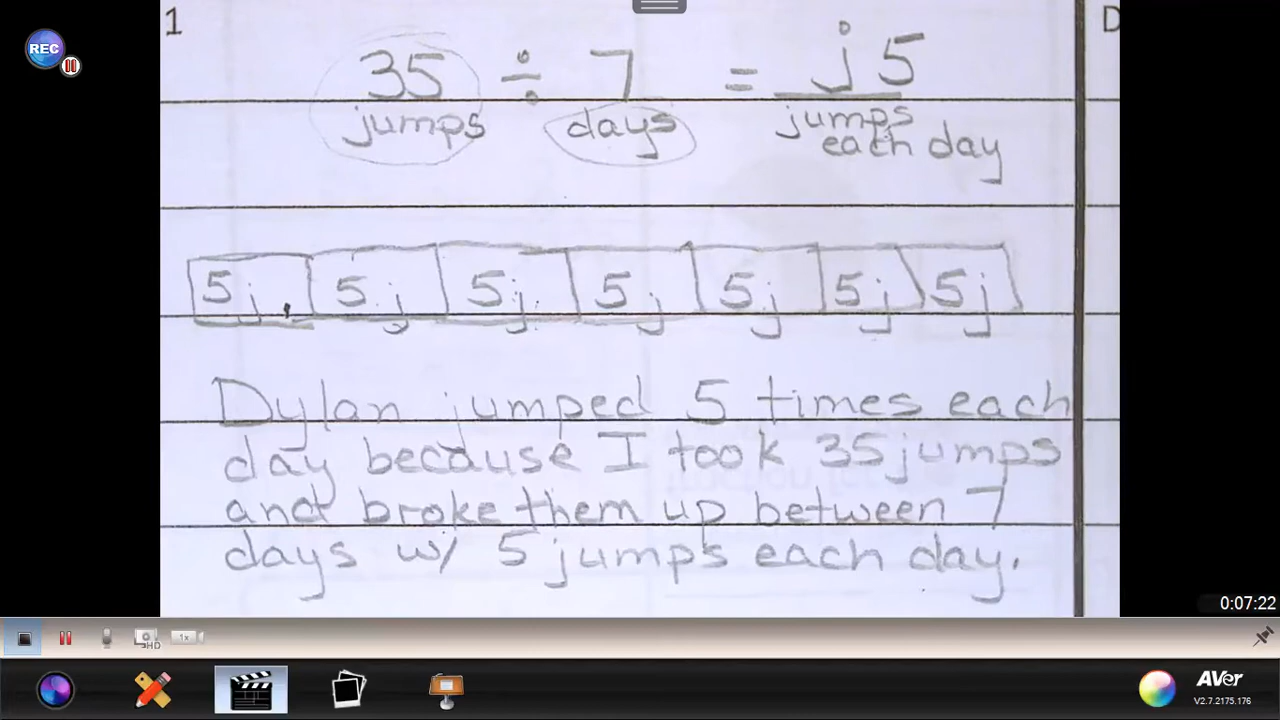 REC
1
D
35 ÷ 7 = j 5
jumps days jumps
each day
5j 5j 5j 5j 5j 5j 5j
Dylan jumped 5 times each
day because I took 35 jumps
and broke them up between 7
days w/ 5 jumps each day.
0:07:22
HD 1x
AVer
V2.7.2175.176